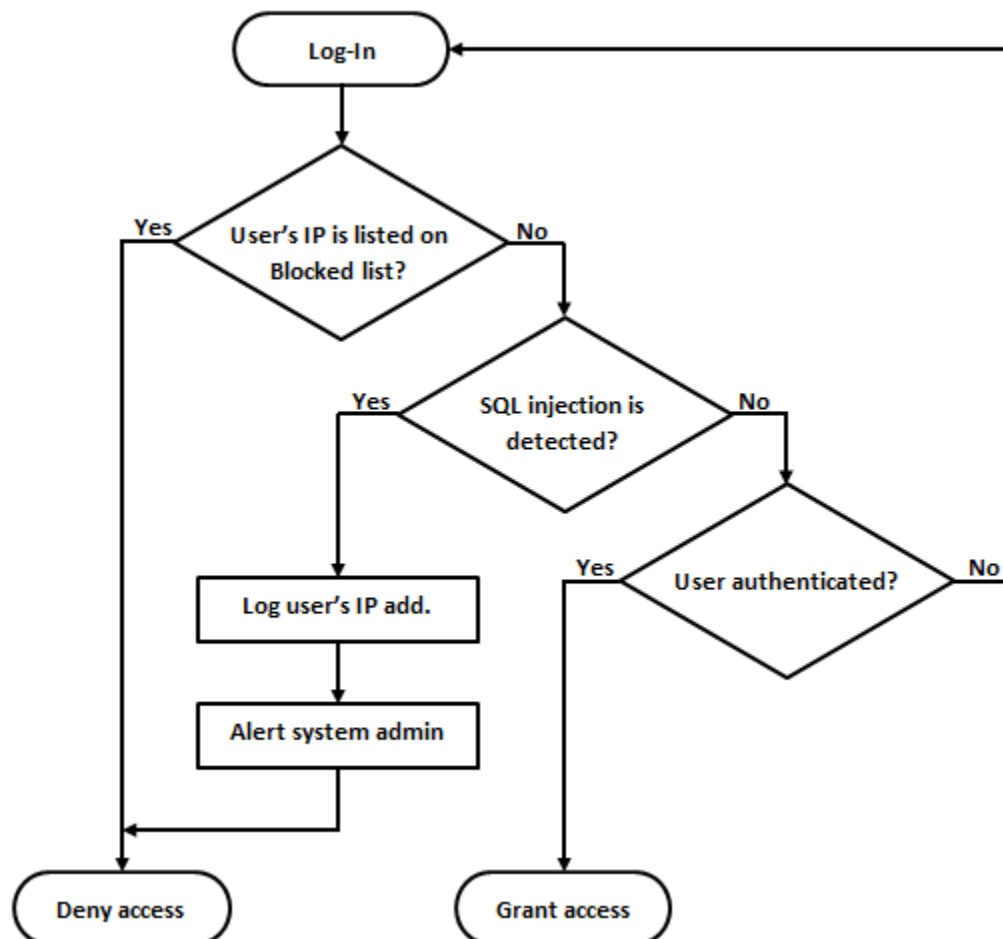 Log-In
Yes
User’s IP is listed on
Blocked list?
No
Yes
SQL injection is
detected?
No
Yes
User authenticated?
No
Log user’s IP add.
Alert system admin
Deny access
Grant access